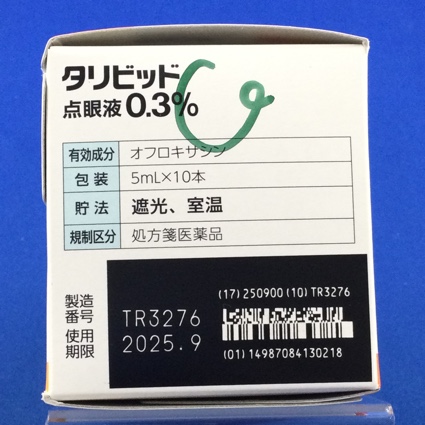 タリビッド
点眼液 0.3%
有効成分 オフロキサシン
包装 5mL×10本
貯法 遮光、室温
規制区分 処方箋医薬品
製造番号 TR3276
使用期限 2025.9
(17) 250900 (10) TR3276
(01) 14987084130218